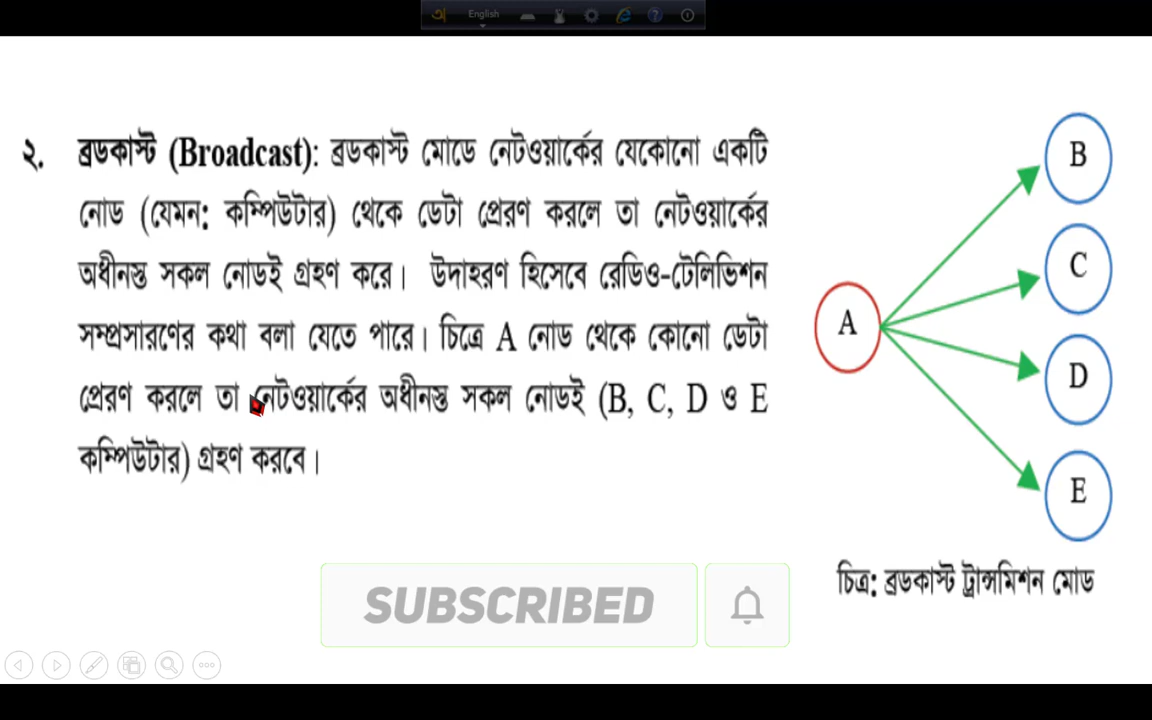 English
২. ব্রডকাস্ট (Broadcast): ব্রডকাস্ট মোডে নেটওয়ার্কের যেকোনো একটি
নোড (যেমন: কম্পিউটার) থেকে ডেটা প্রেরণ করলে তা নেটওয়ার্কের
অধীনস্ত সকল নোডই গ্রহণ করে। উদাহরণ হিসেবে রেডিও-টেলিভিশন
সম্প্রসারণের কথা বলা যেতে পারে। চিত্রে A নোড থেকে কোনো ডেটা
প্রেরণ করলে তা নেটওয়ার্কের অধীনস্ত সকল নোডই (B, C, D ও E
কম্পিউটার) গ্রহণ করবে।
A
B
C
D
E
চিত্র: ব্রডকাস্ট ট্রান্সমিশন মোড
SUBSCRIBED